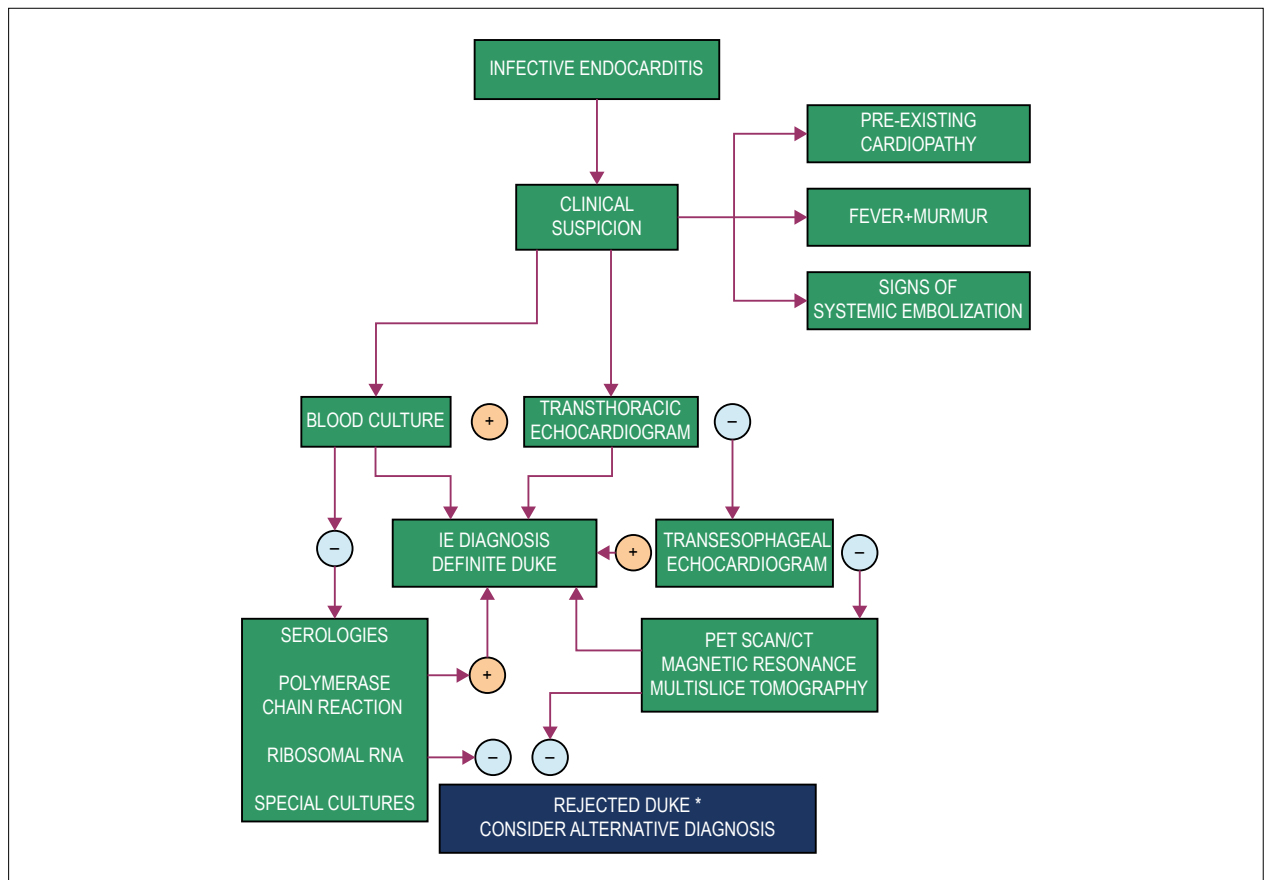 INFECTIVE ENDOCARDITIS
PRE-EXISTING
CARDIOPATHY
CLINICAL
SUSPICION
FEVER+MURMUR
SIGNS OF
SYSTEMIC EMBOLIZATION
BLOOD CULTURE
+
TRANSTHORACIC
ECHOCARDIOGRAM
−
IE DIAGNOSIS
DEFINITE DUKE
+
TRANSESOPHAGEAL
ECHOCARDIOGRAM
−
−
SEROLOGIES
POLYMERASE
CHAIN REACTION
RIBOSOMAL RNA
SPECIAL CULTURES
+
−
PET SCAN/CT
MAGNETIC RESONANCE
MULTISLICE TOMOGRAPHY
−
REJECTED DUKE *
CONSIDER ALTERNATIVE DIAGNOSIS